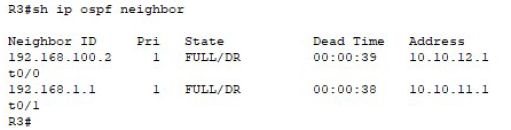 R3#sh ip ospf neighbor
Neighbor ID Pri State Dead Time Address
192.168.100.2 1 FULL/DR 00:00:39 10.10.12.1
t0/0
192.168.1.1 1 FULL/DR 00:00:38 10.10.11.1
t0/1
R3#